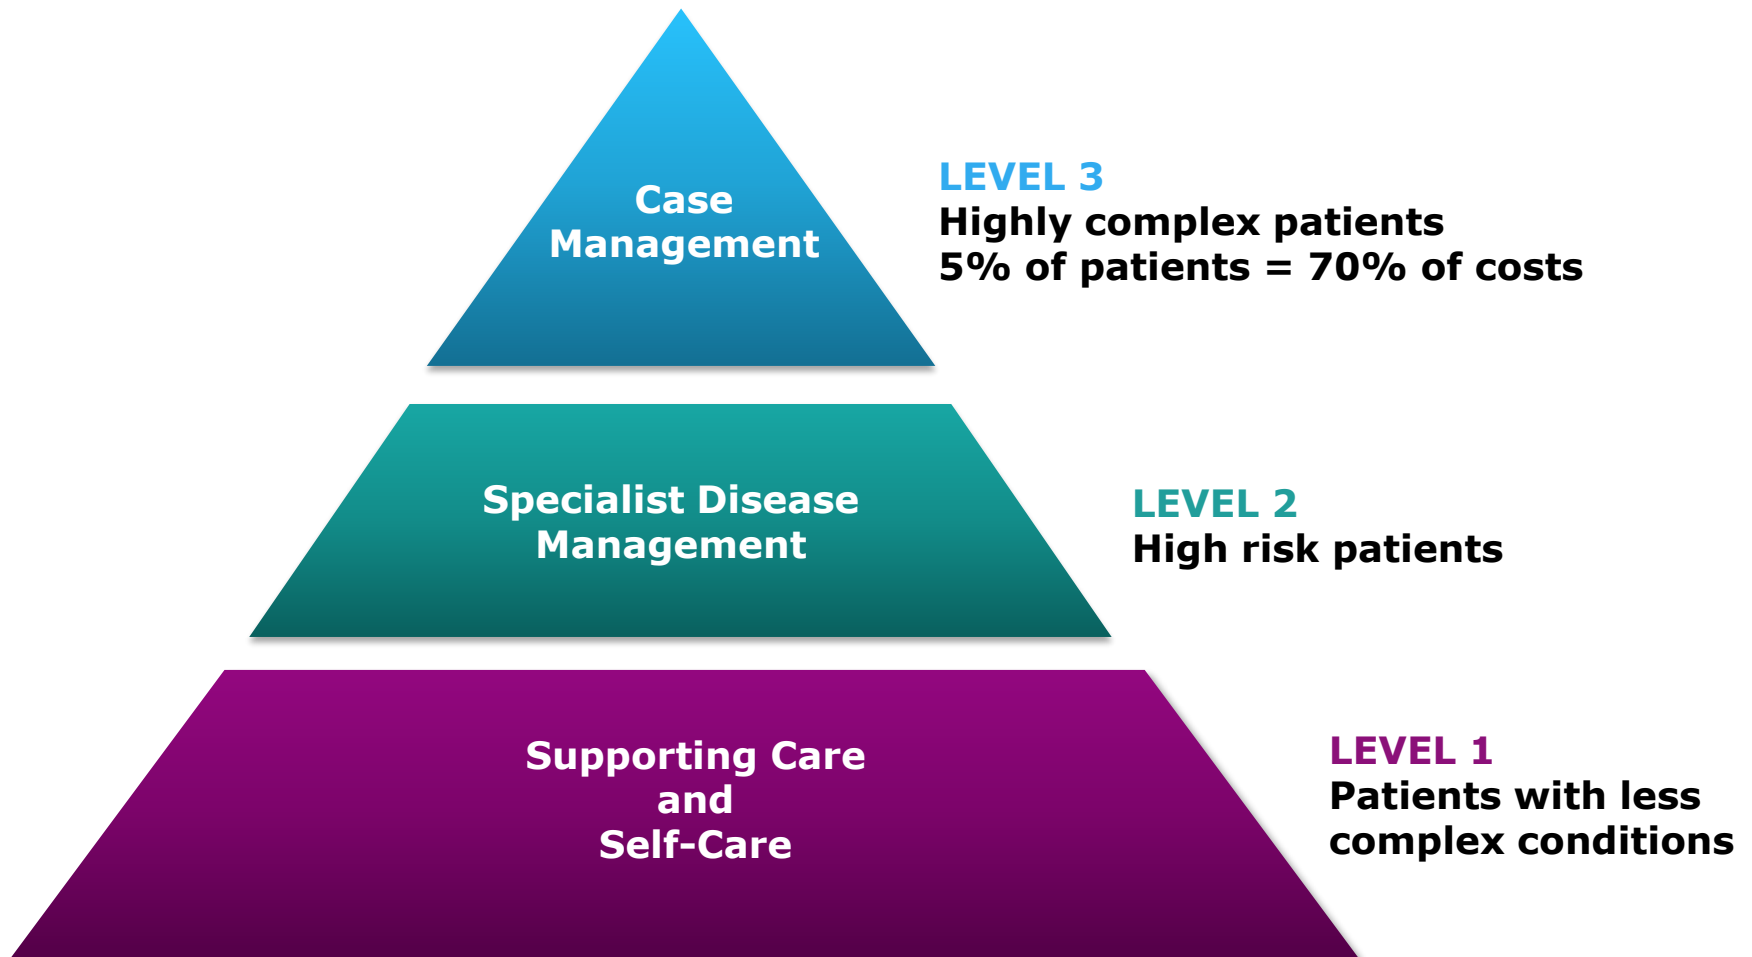 Case
Management
LEVEL 3
Highly complex patients
5% of patients = 70% of costs
Specialist Disease
Management
LEVEL 2
High risk patients
Supporting Care
and
Self-Care
LEVEL 1
Patients with less
complex conditions